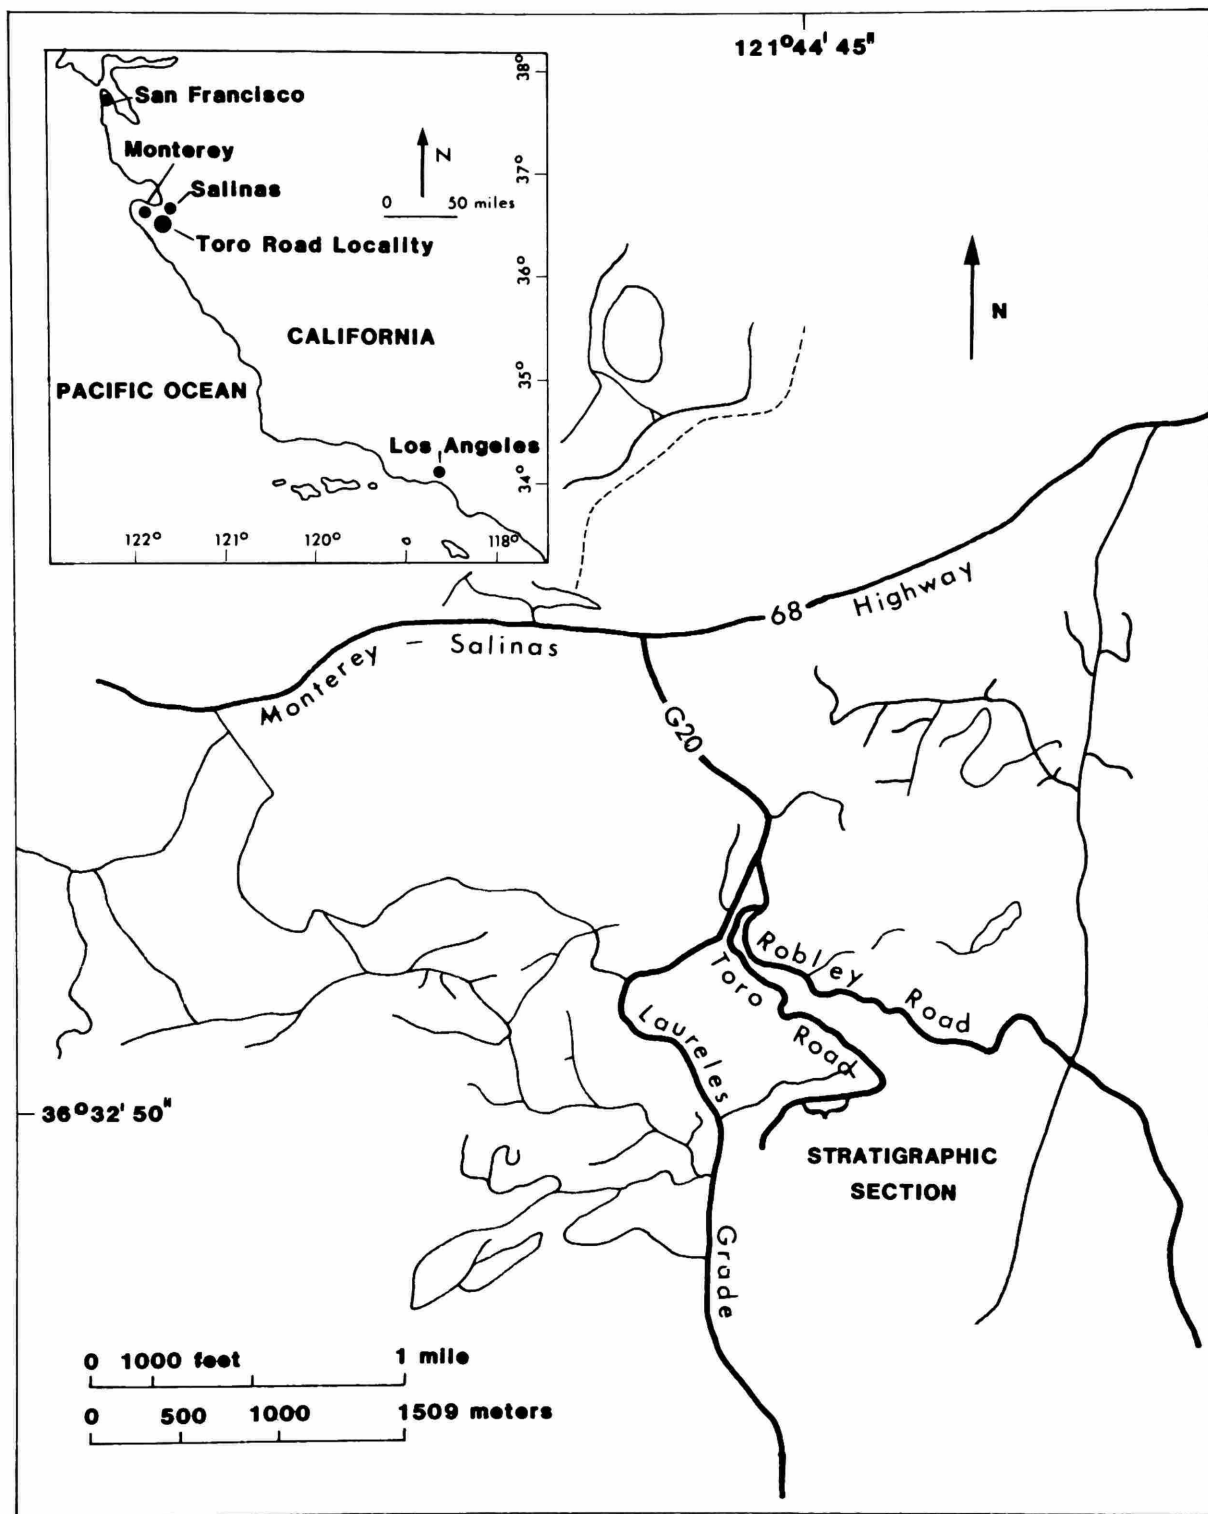 121°44' 45"
San Francisco
38°
Monterey
N
37°
Salinas
0 50 miles
Toro Road Locality
36°
N
CALIFORNIA
PACIFIC OCEAN
35°
Los Angeles
34°
122° 121° 120° 118°
Monterey – Salinas 68 Highway
G20
Robley Road
Toro Road
Laureles Grade
36° 32' 50"
STRATIGRAPHIC
SECTION
0 1000 feet 1 mile
0 500 1000 1509 meters